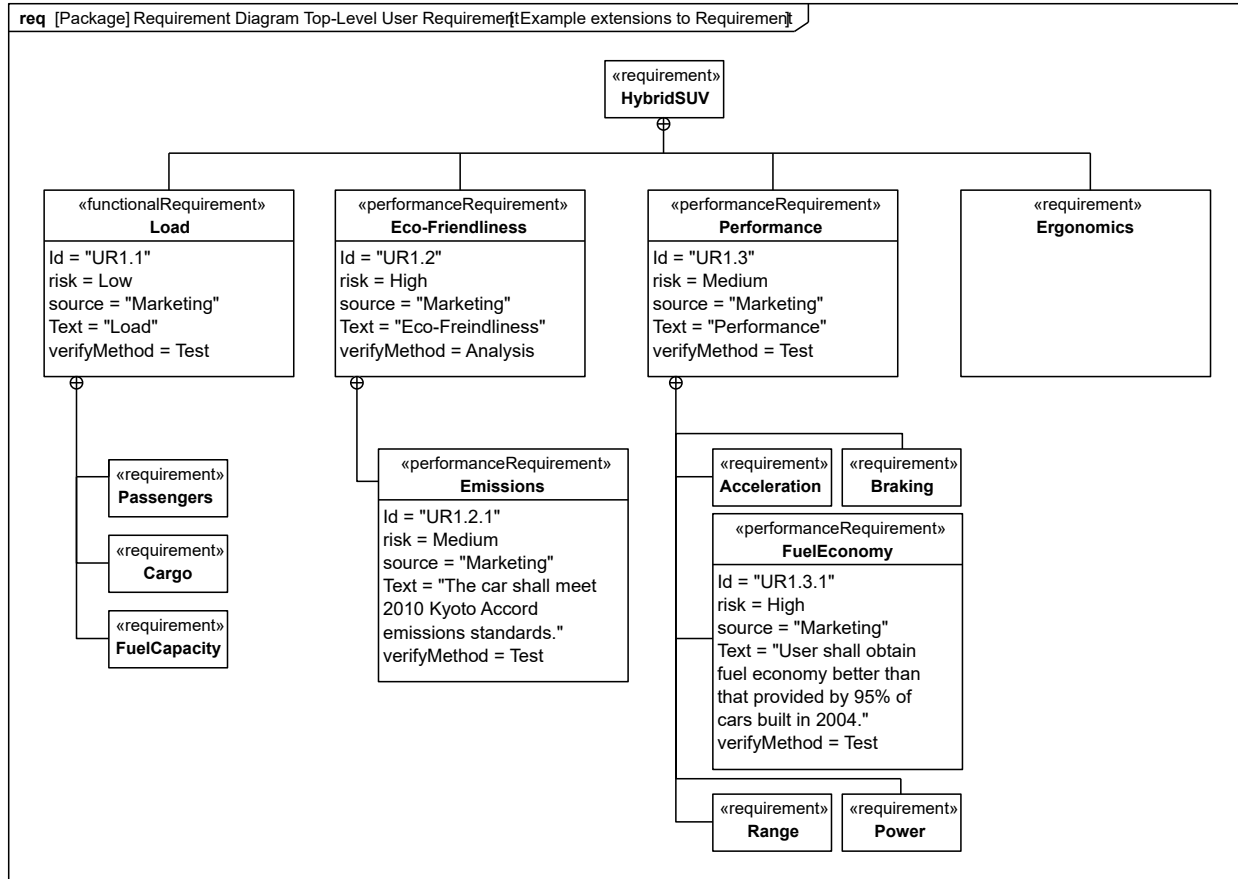 req [Package] Requirement Diagram Top-Level User Requirement[Example extensions to Requirement]
«requirement»
HybridSUV
«functionalRequirement»
Load
Id = "UR1.1"
risk = Low
source = "Marketing"
Text = "Load"
verifyMethod = Test
«performanceRequirement»
Eco-Friendliness
Id = "UR1.2"
risk = High
source = "Marketing"
Text = "Eco-Freindliness"
verifyMethod = Analysis
«performanceRequirement»
Performance
Id = "UR1.3"
risk = Medium
source = "Marketing"
Text = "Performance"
verifyMethod = Test
«requirement»
Ergonomics
«requirement»
Passengers
«requirement»
Cargo
«requirement»
FuelCapacity
«performanceRequirement»
Emissions
Id = "UR1.2.1"
risk = Medium
source = "Marketing"
Text = "The car shall meet
2010 Kyoto Accord
emissions standards."
verifyMethod = Test
«requirement»
Acceleration
«requirement»
Braking
«performanceRequirement»
FuelEconomy
Id = "UR1.3.1"
risk = High
source = "Marketing"
Text = "User shall obtain
fuel economy better than
that provided by 95% of
cars built in 2004."
verifyMethod = Test
«requirement»
Range
«requirement»
Power